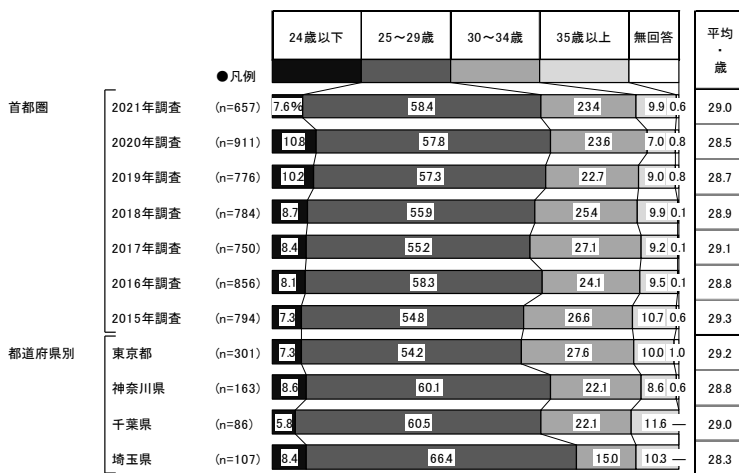 24歳以下 25～29歳 30～34歳 35歳以上 無回答 平均・歳
●凡例
首都圏 2021年調査 (n=657) 7.6% 58.4 23.4 9.9 0.6 29.0
2020年調査 (n=911) 10.8 57.8 23.6 7.0 0.8 28.5
2019年調査 (n=776) 10.2 57.3 22.7 9.0 0.8 28.7
2018年調査 (n=784) 8.7 55.9 25.4 9.9 0.1 28.9
2017年調査 (n=750) 8.4 55.2 27.1 9.2 0.1 29.1
2016年調査 (n=856) 8.1 58.3 24.1 9.5 0.1 28.8
2015年調査 (n=794) 7.3 54.8 26.6 10.7 0.6 29.3
都道府県別 東京都 (n=301) 7.3 54.2 27.6 10.0 1.0 29.2
神奈川県 (n=163) 8.6 60.1 22.1 8.6 0.6 28.8
千葉県 (n=86) 5.8 60.5 22.1 11.6 — 29.0
埼玉県 (n=107) 8.4 66.4 15.0 10.3 — 28.3